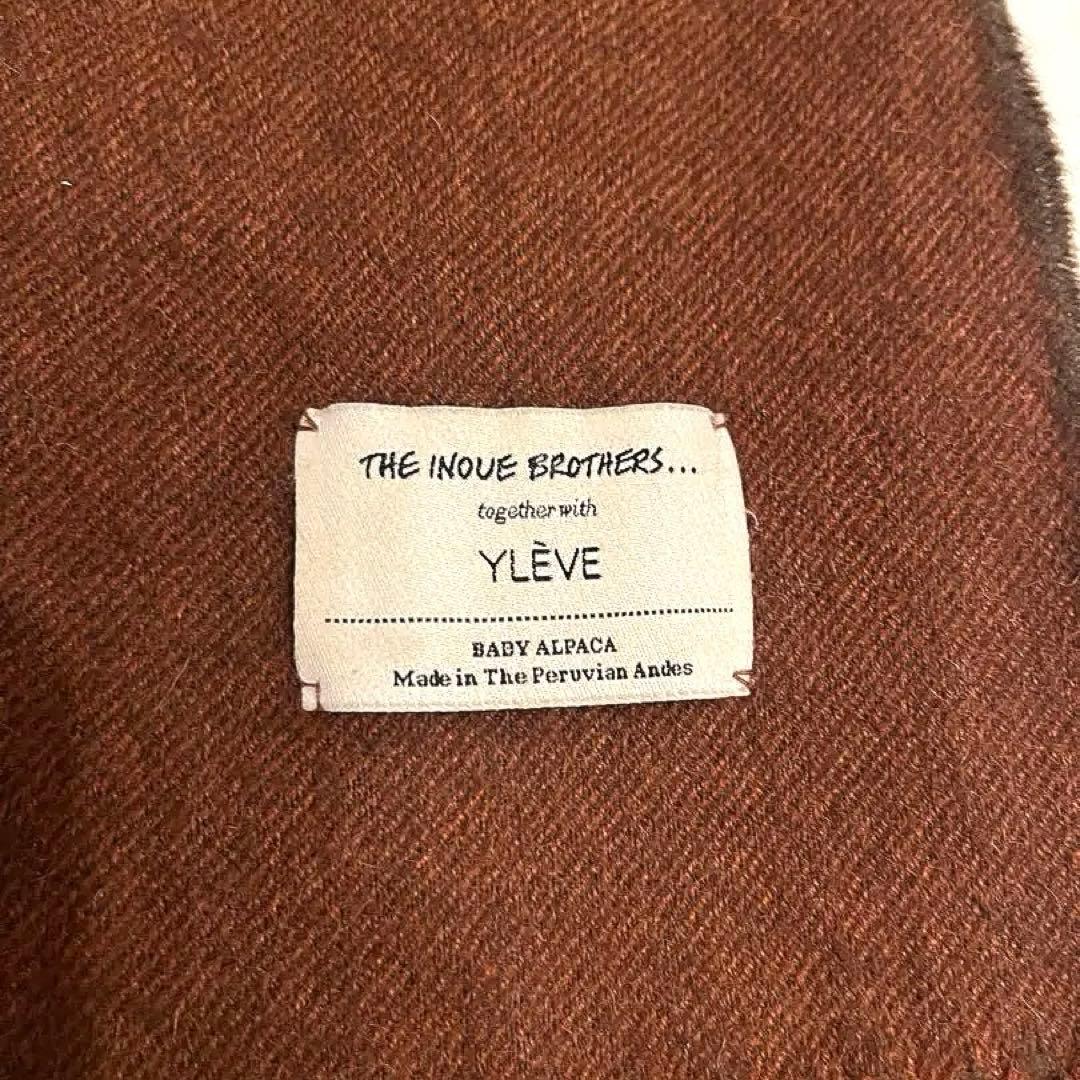 THE INOUE BROTHERS...
together with
YLÈVE
BABY ALPACA
Made in The Peruvian Andes